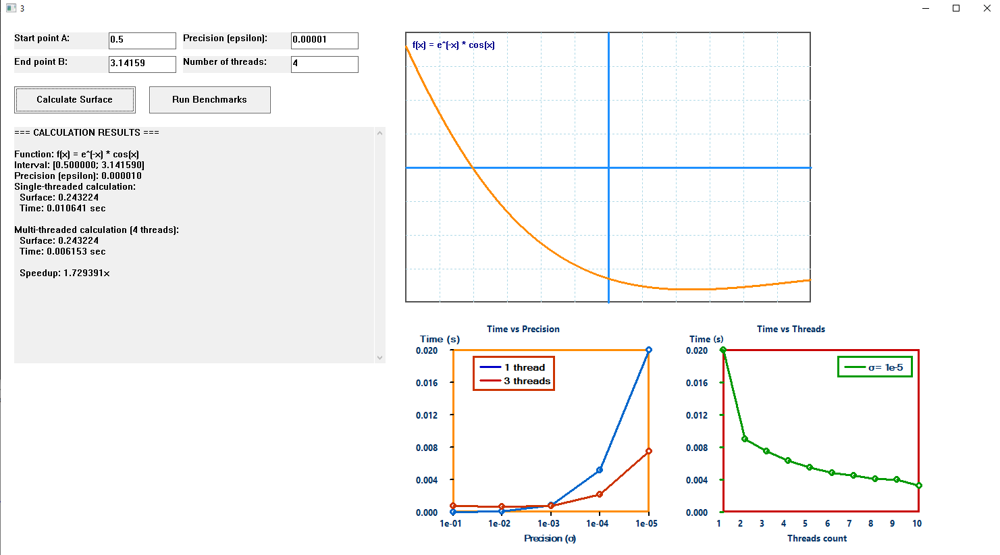 3
Start point A:
0.5
Precision (epsilon):
0.00001
End point B:
3.14159
Number of threads:
4
Calculate Surface
Run Benchmarks
=== CALCULATION RESULTS ===
Function: f(x) = e^(-x) * cos(x)
Interval: [0.500000; 3.141590]
Precision (epsilon): 0.000010
Single-threaded calculation:
Surface: 0.243224
Time: 0.010641 sec
Multi-threaded calculation (4 threads):
Surface: 0.243224
Time: 0.006153 sec
Speedup: 1.729391x
f(x) = e^(-x) * cos(x)
Time vs Precision
Time (s)
0.020
0.016
0.012
0.008
0.004
0.000
1 thread
3 threads
1e-01 1e-02 1e-03 1e-04 1e-05
Precision (σ)
Time vs Threads
Time (s)
0.020
0.016
0.012
0.008
0.004
0.000
σ= 1e-5
1 2 3 4 5 6 7 8 9 10
Threads count